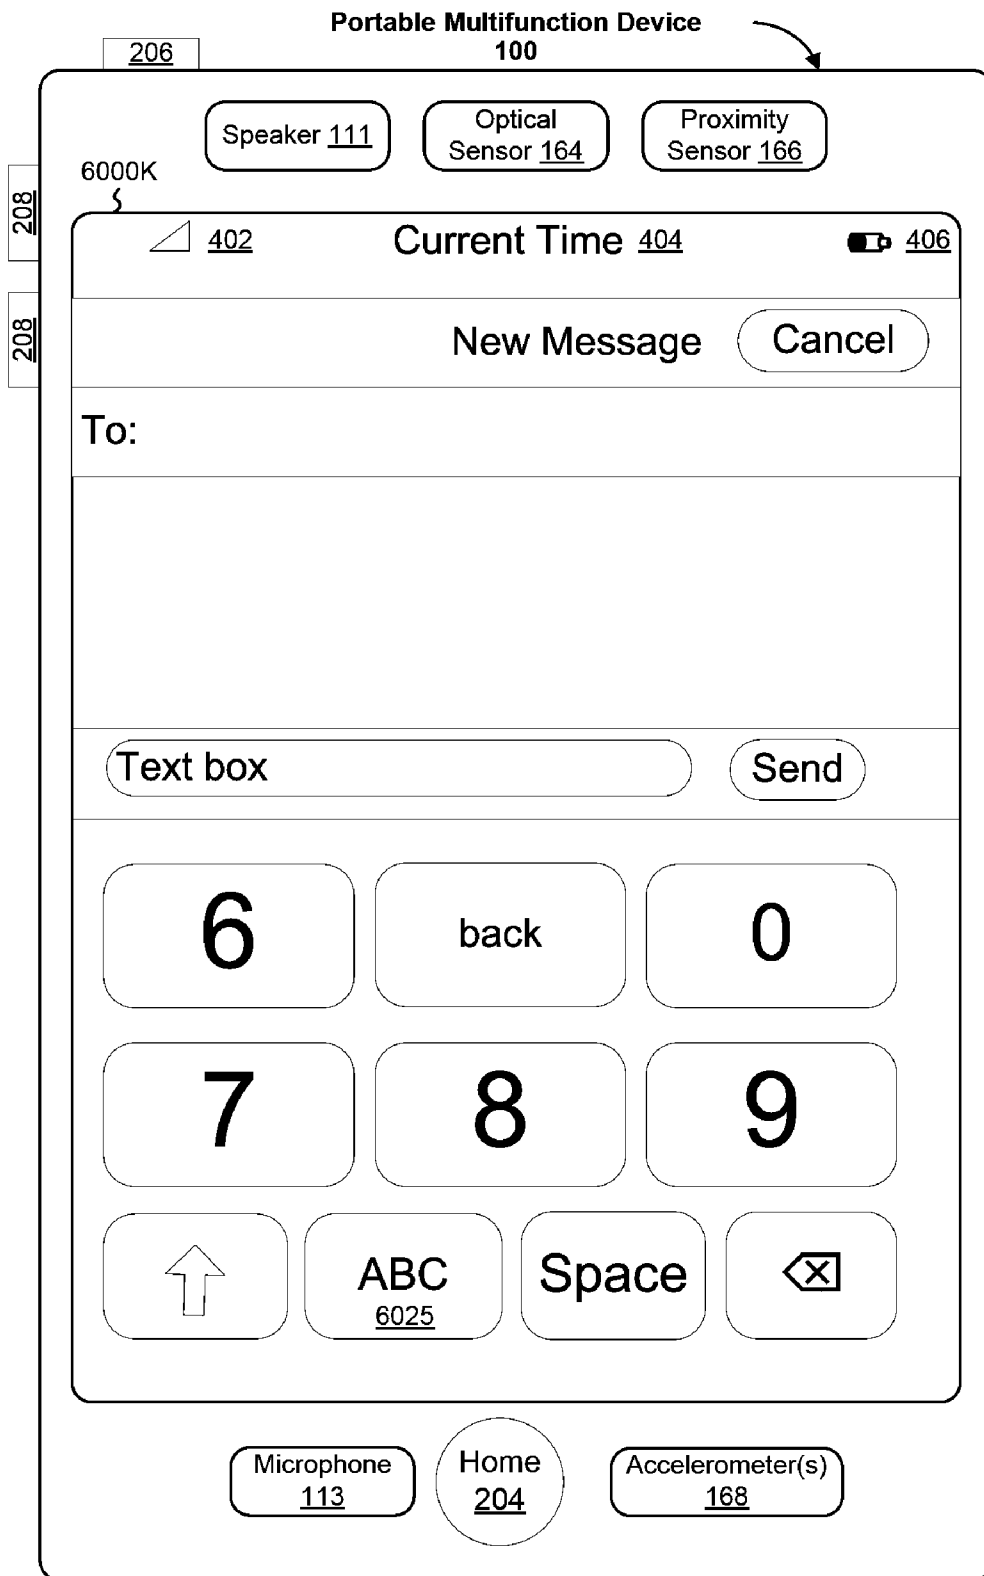 Portable Multifunction Device
100
206
Speaker 111
Optical
Sensor 164
Proximity
Sensor 166
6000K
208
402
Current Time 404
406
208
New Message
Cancel
To:
Text box
Send
6
back
0
7
8
9
ABC
6025
Space
Microphone
113
Home
204
Accelerometer(s)
168